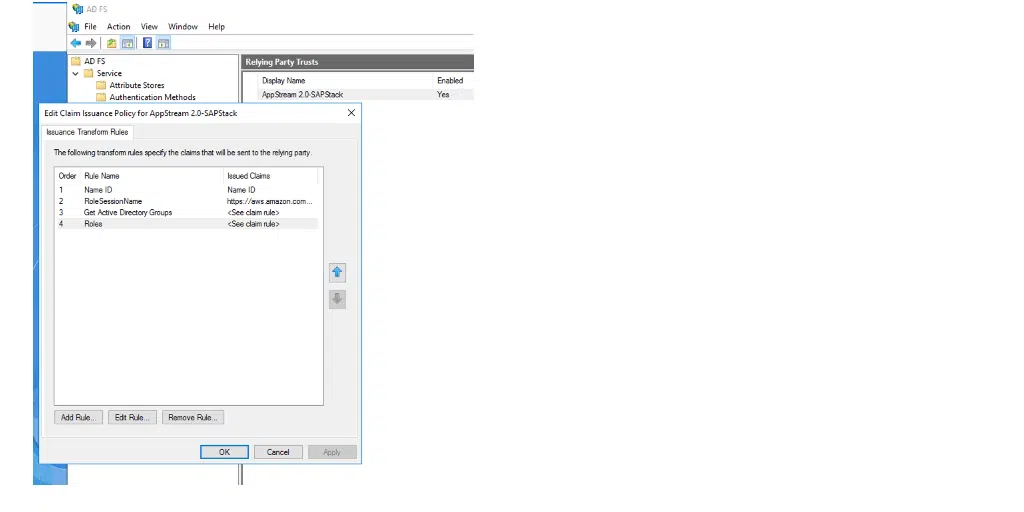 AD FS
File Action View Window Help
AD FS
Service
Attribute Stores
Authentication Methods
Relying Party Trusts
Display Name Enabled
AppStream 2.0-SAPStack Yes
Edit Claim Issuance Policy for AppStream 2.0-SAPStack
Issuance Transform Rules
The following transform rules specify the claims that will be sent to the relying party.
Order Rule Name Issued Claims
1 Name ID Name ID
2 RoleSessionName https://aws.amazon.com...
3 Get Active Directory Groups <See claim rule>
4 Roles <See claim rule>
Add Rule... Edit Rule... Remove Rule...
OK Cancel Apply